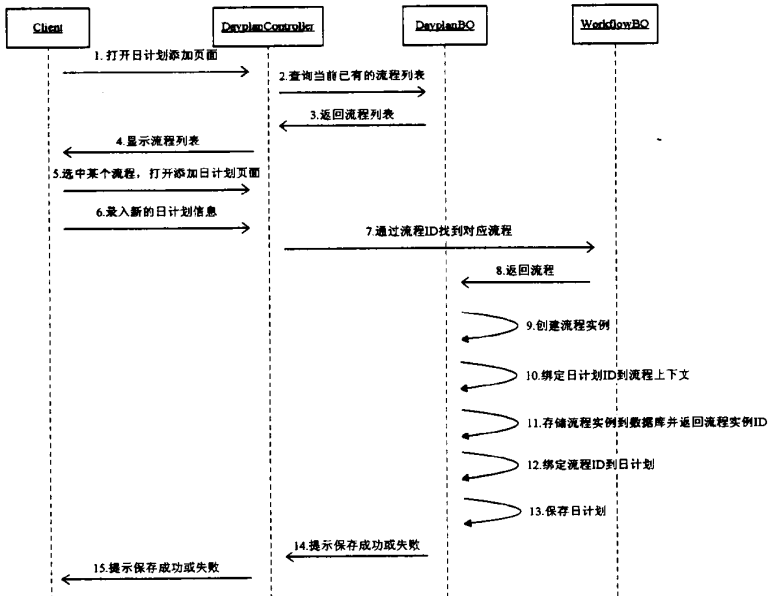 Client
DayplanController
DayplanBO
WorkflowBO
1. 打开日计划添加页面
2.查询当前已有的流程列表
3.返回流程列表
4.显示流程列表
5.选中某个流程，打开添加日计划页面
6.录入新的日计划信息
7.通过流程ID找到对应流程
8.返回流程
9.创建流程实例
10.绑定日计划ID到流程上下文
11.存储流程实例到数据库并返回流程实例ID
12.绑定流程ID到日计划
13.保存日计划
14.提示保存成功或失败
15.提示保存成功或失败